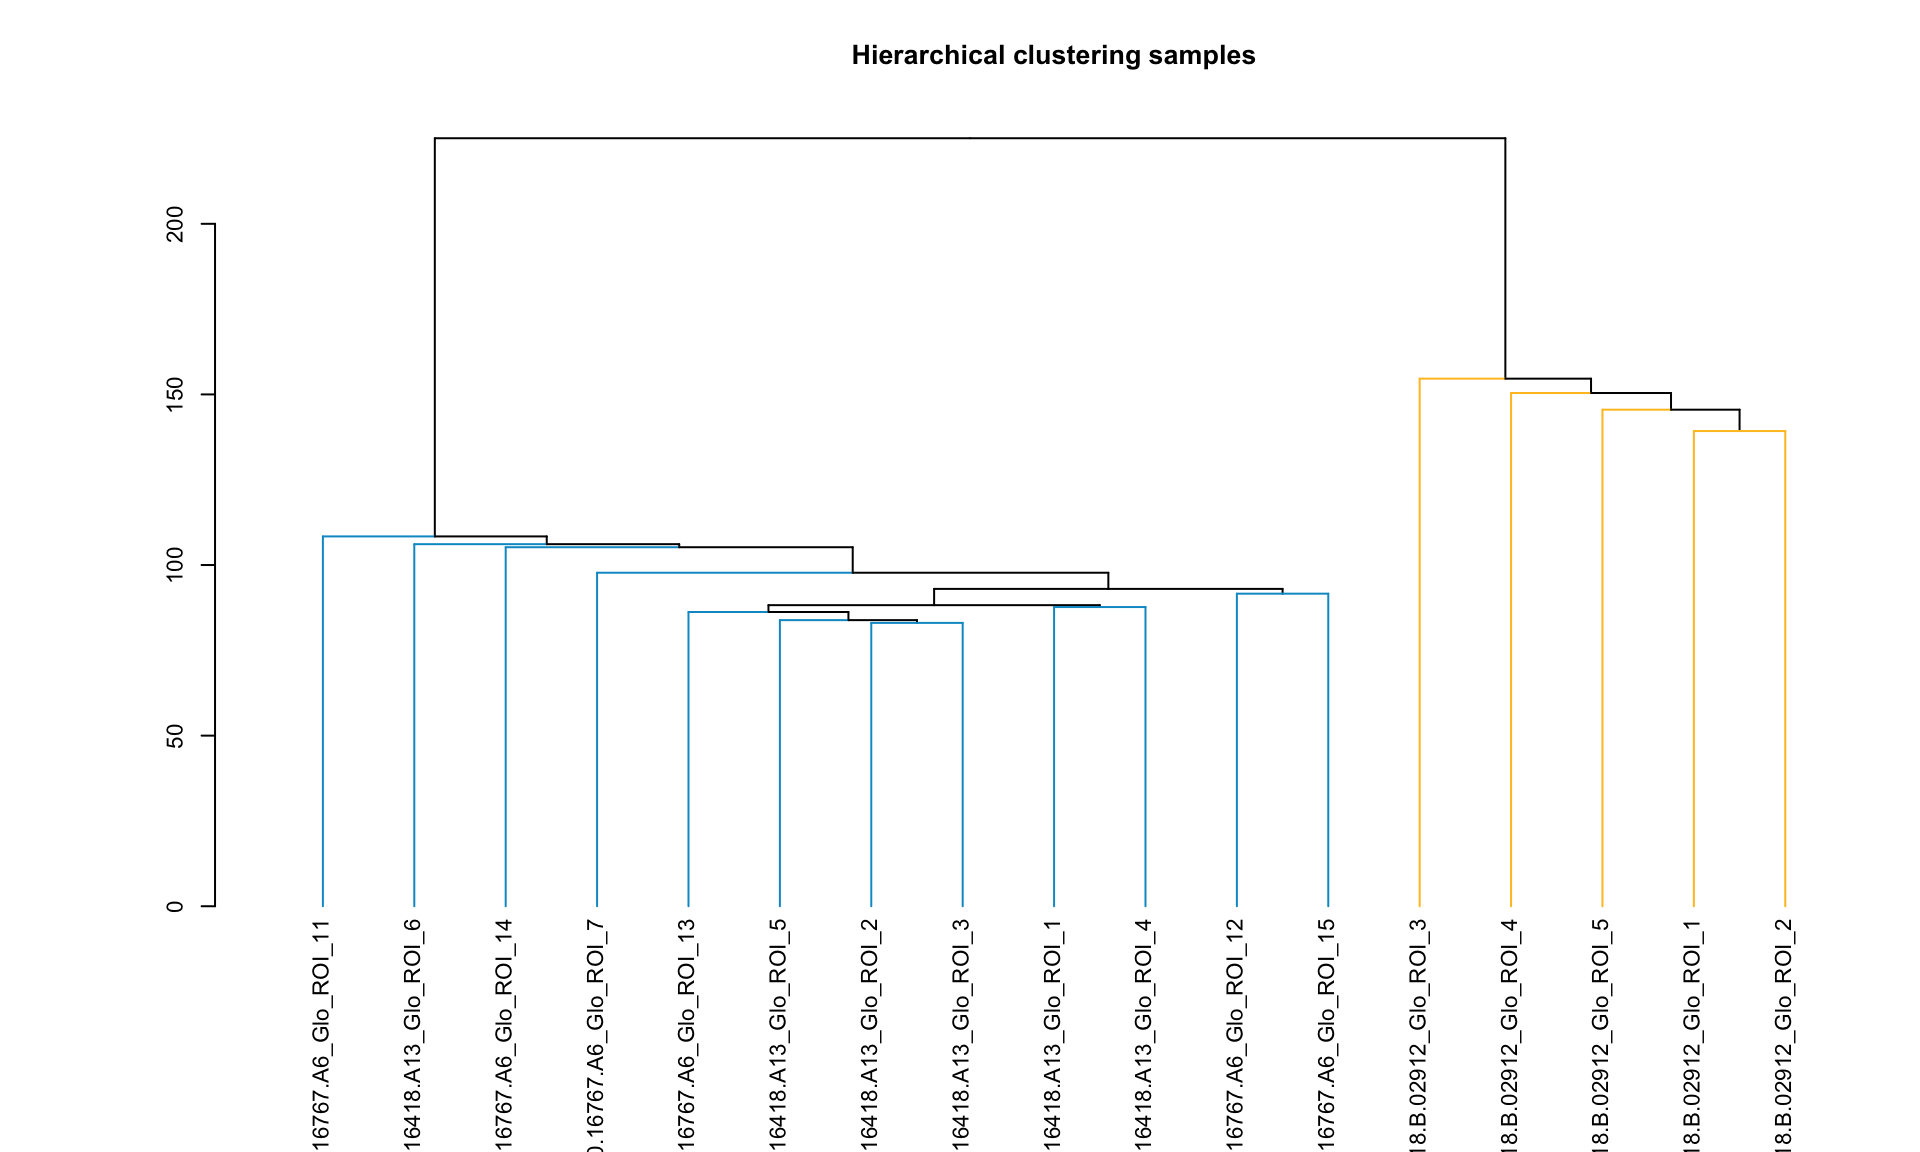 Hierarchical clustering samples
200
150
100
50
0
16767.A6_Glo_ROI_11
16418.A13_Glo_ROI_6
16767.A6_Glo_ROI_14
0.16767.A6_Glo_ROI_7
16767.A6_Glo_ROI_13
16418.A13_Glo_ROI_5
16418.A13_Glo_ROI_2
16418.A13_Glo_ROI_3
16418.A13_Glo_ROI_1
16418.A13_Glo_ROI_4
16767.A6_Glo_ROI_12
16767.A6_Glo_ROI_15
18.B.02912_Glo_ROI_3
18.B.02912_Glo_ROI_4
18.B.02912_Glo_ROI_5
18.B.02912_Glo_ROI_1
18.B.02912_Glo_ROI_2